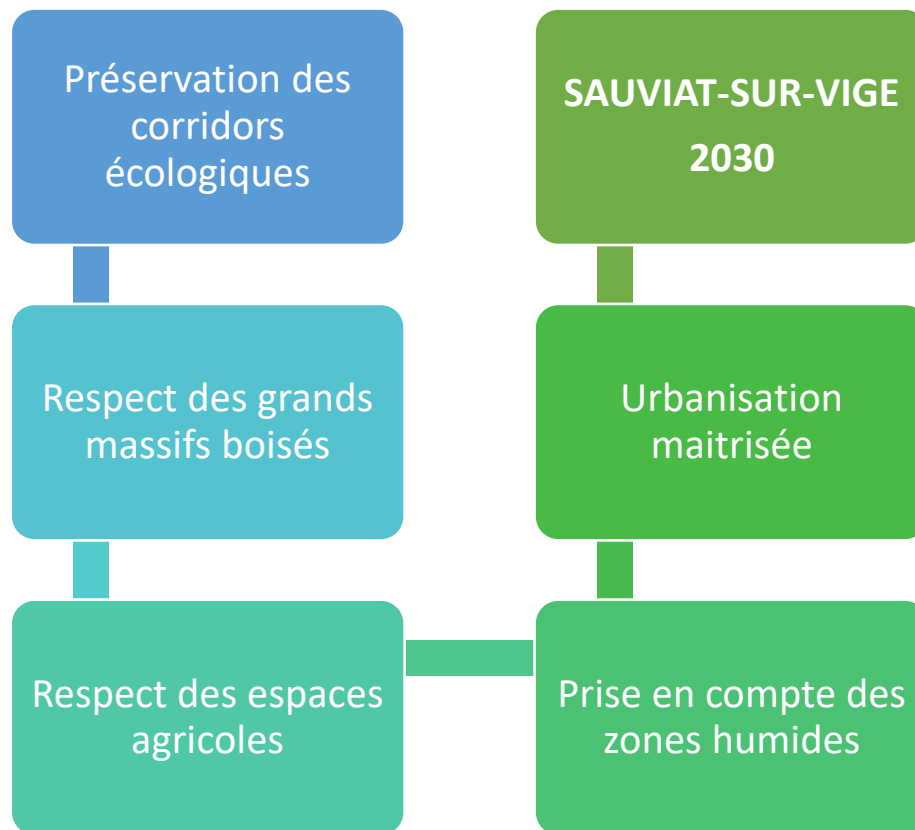 Préservation des
corridors
écologiques
Respect des grands
massifs boisés
Respect des espaces
agricoles
Prise en compte des
zones humides
Urbanisation
maitrisée
SAUVIAT-SUR-VIGE
2030